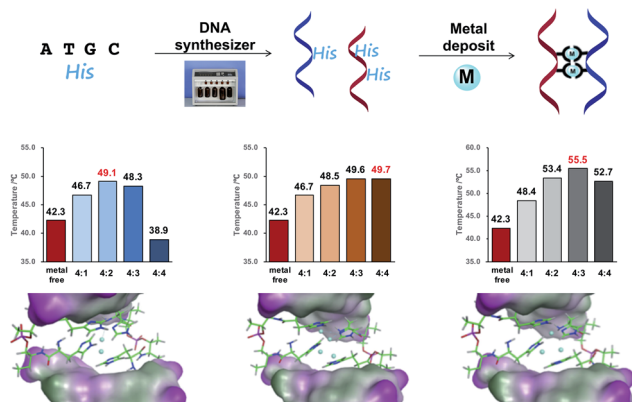 A T G C
His
DNA
synthesizer
His
His
His
Metal
deposit
M
M
M
Temperature /ºC
55.0
50.0
45.0
40.0
35.0
42.3
46.7
49.1
48.3
38.9
metal
free
4:1
4:2
4:3
4:4
Temperature /ºC
55.0
50.0
45.0
40.0
35.0
42.3
46.7
48.5
49.6
49.7
metal
free
4:1
4:2
4:3
4:4
Temperature /ºC
60.0
55.0
50.0
45.0
40.0
35.0
42.3
48.4
53.4
55.5
52.7
metal
free
4:1
4:2
4:3
4:4